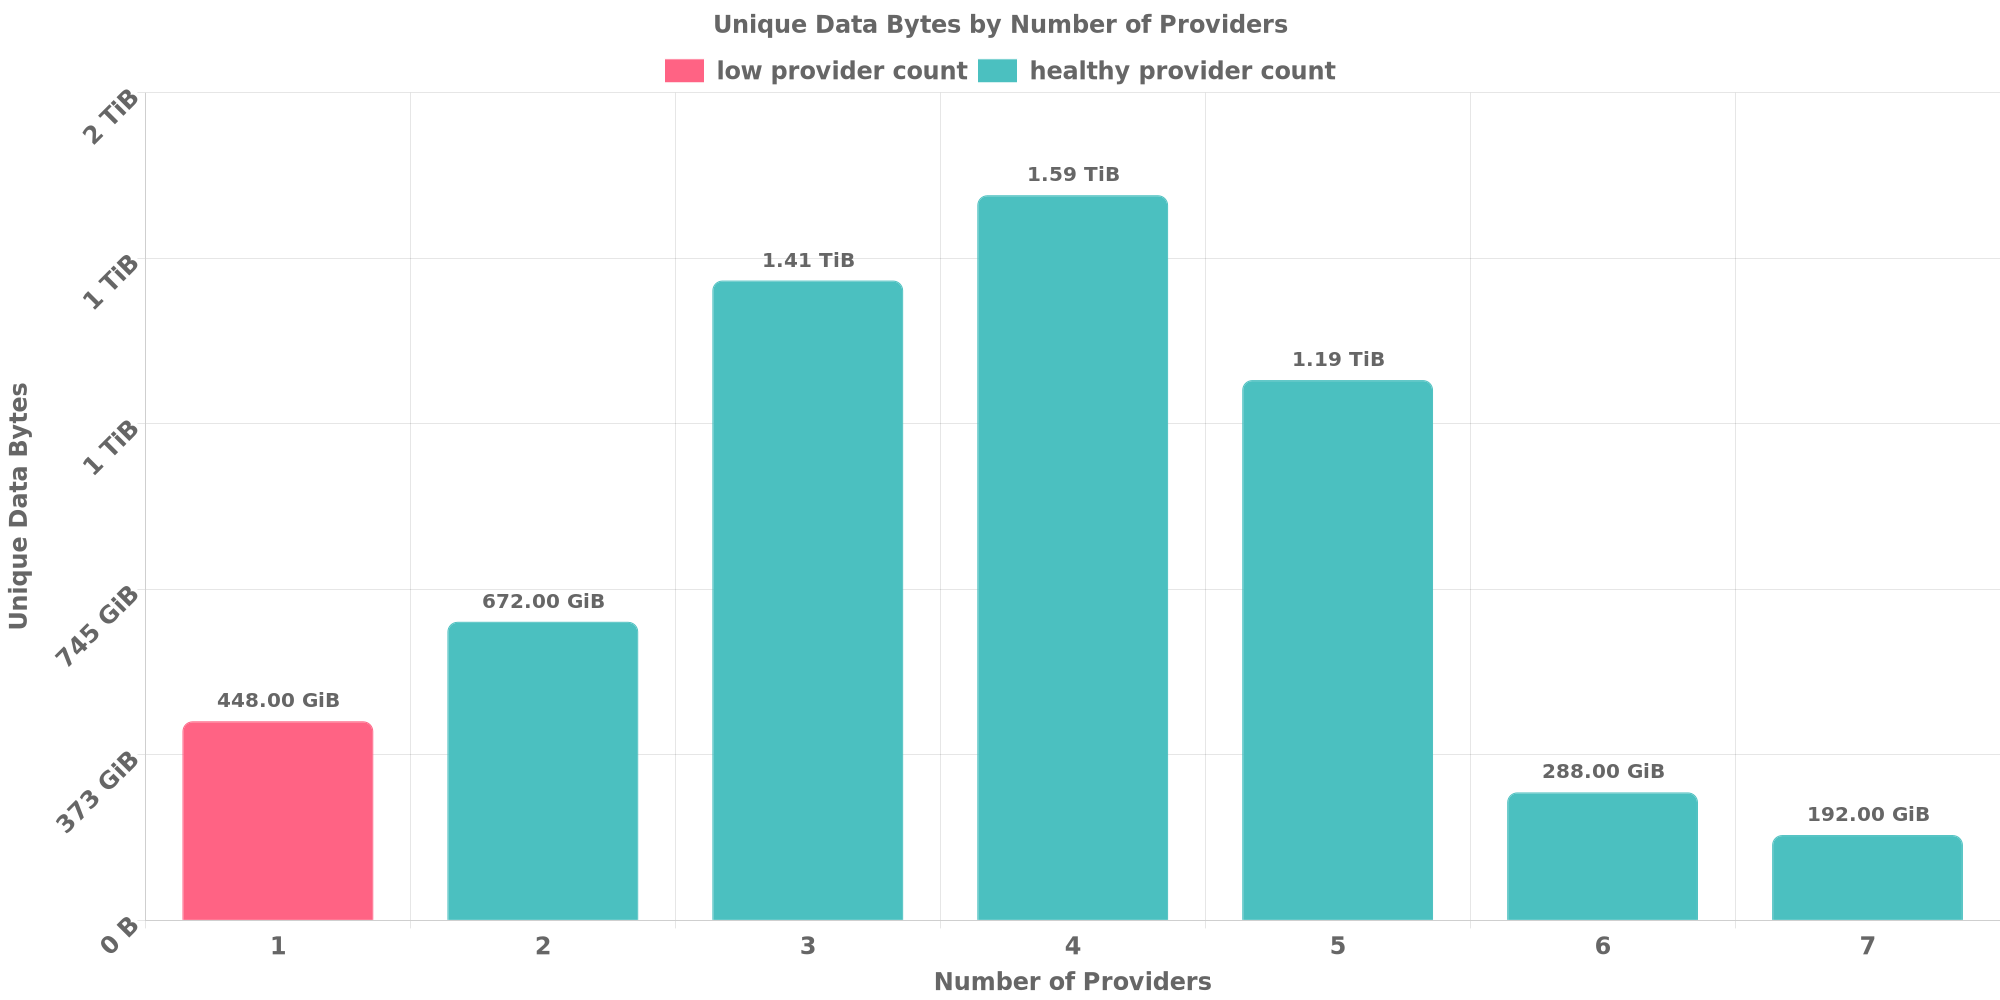 Unique Data Bytes by Number of Providers
low provider count healthy provider count
2 TiB
1 TiB
1 TiB
745 GiB
373 GiB
0 B
Unique Data Bytes
448.00 GiB
672.00 GiB
1.41 TiB
1.59 TiB
1.19 TiB
288.00 GiB
192.00 GiB
1 2 3 4 5 6 7
Number of Providers